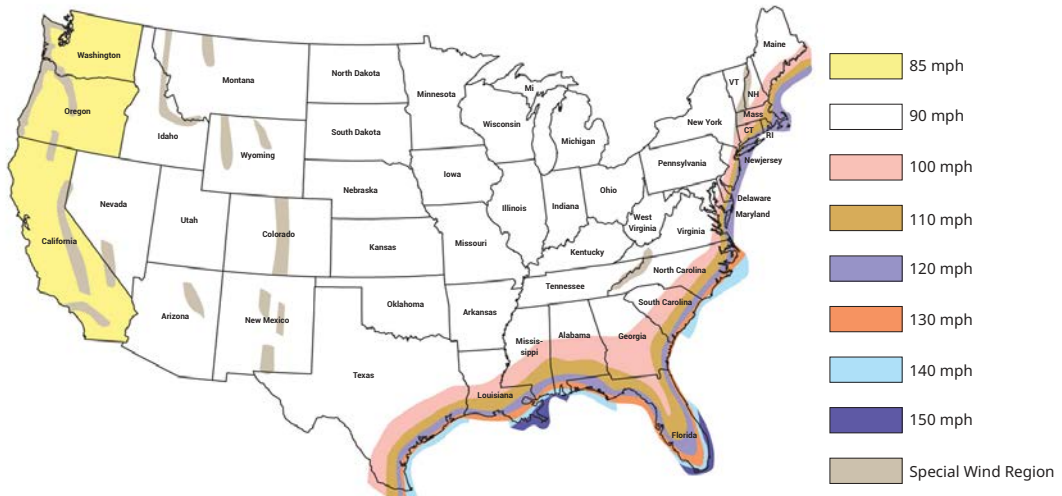 Washington
Oregon
California
Nevada
Idaho
Montana
Wyoming
Utah
Colorado
Arizona
New Mexico
North Dakota
South Dakota
Nebraska
Kansas
Oklahoma
Texas
Minnesota
Iowa
Missouri
Arkansas
Louisiana
Wisconsin
Mi
Michigan
Illinois
Indiana
Ohio
Kentucky
Tennessee
Missis-
sippi
Alabama
Georgia
Florida
South Carolina
North Carolina
Virginia
West
Virginia
Pennsylvania
New York
VT
NH
Maine
Mass
CT
RI
Newjersey
Delaware
Maryland
85 mph
90 mph
100 mph
110 mph
120 mph
130 mph
140 mph
150 mph
Special Wind Region